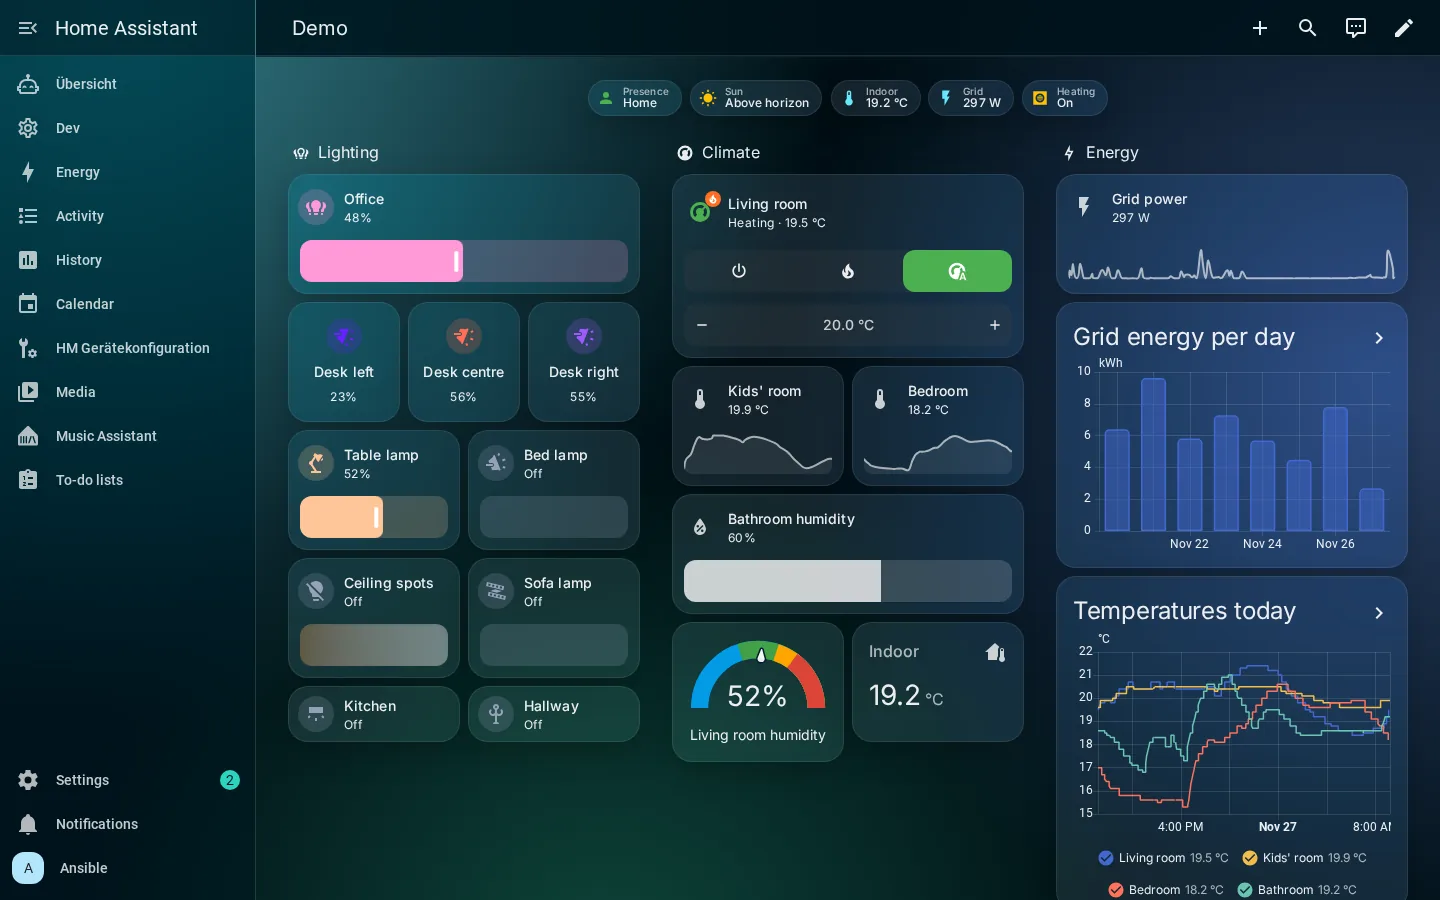 Home Assistant
Demo
Übersicht
Dev
Energy
Activity
History
Calendar
HM Gerätekonfiguration
Media
Music Assistant
To-do lists
Settings
2
Notifications
A
Ansible
Presence
Home
Sun
Above horizon
Indoor
19.2 °C
Grid
297 W
Heating
On
Lighting
Office
48%
Desk left
23%
Desk centre
56%
Desk right
55%
Table lamp
52%
Bed lamp
Off
Ceiling spots
Off
Sofa lamp
Off
Kitchen
Off
Hallway
Off
Climate
Living room
Heating · 19.5 °C
20.0 °C
Kids' room
19.9 °C
Bedroom
18.2 °C
Bathroom humidity
60%
52%
Living room humidity
Indoor
19.2 °C
Energy
Grid power
297 W
Grid energy per day
kWh
10
8
6
4
2
0
Nov 22
Nov 24
Nov 26
Temperatures today
°C
22
21
20
19
18
17
16
15
4:00 PM
Nov 27
8:00 AM
Living room 19.5 °C
Kids' room 19.9 °C
Bedroom 18.2 °C
Bathroom 19.2 °C